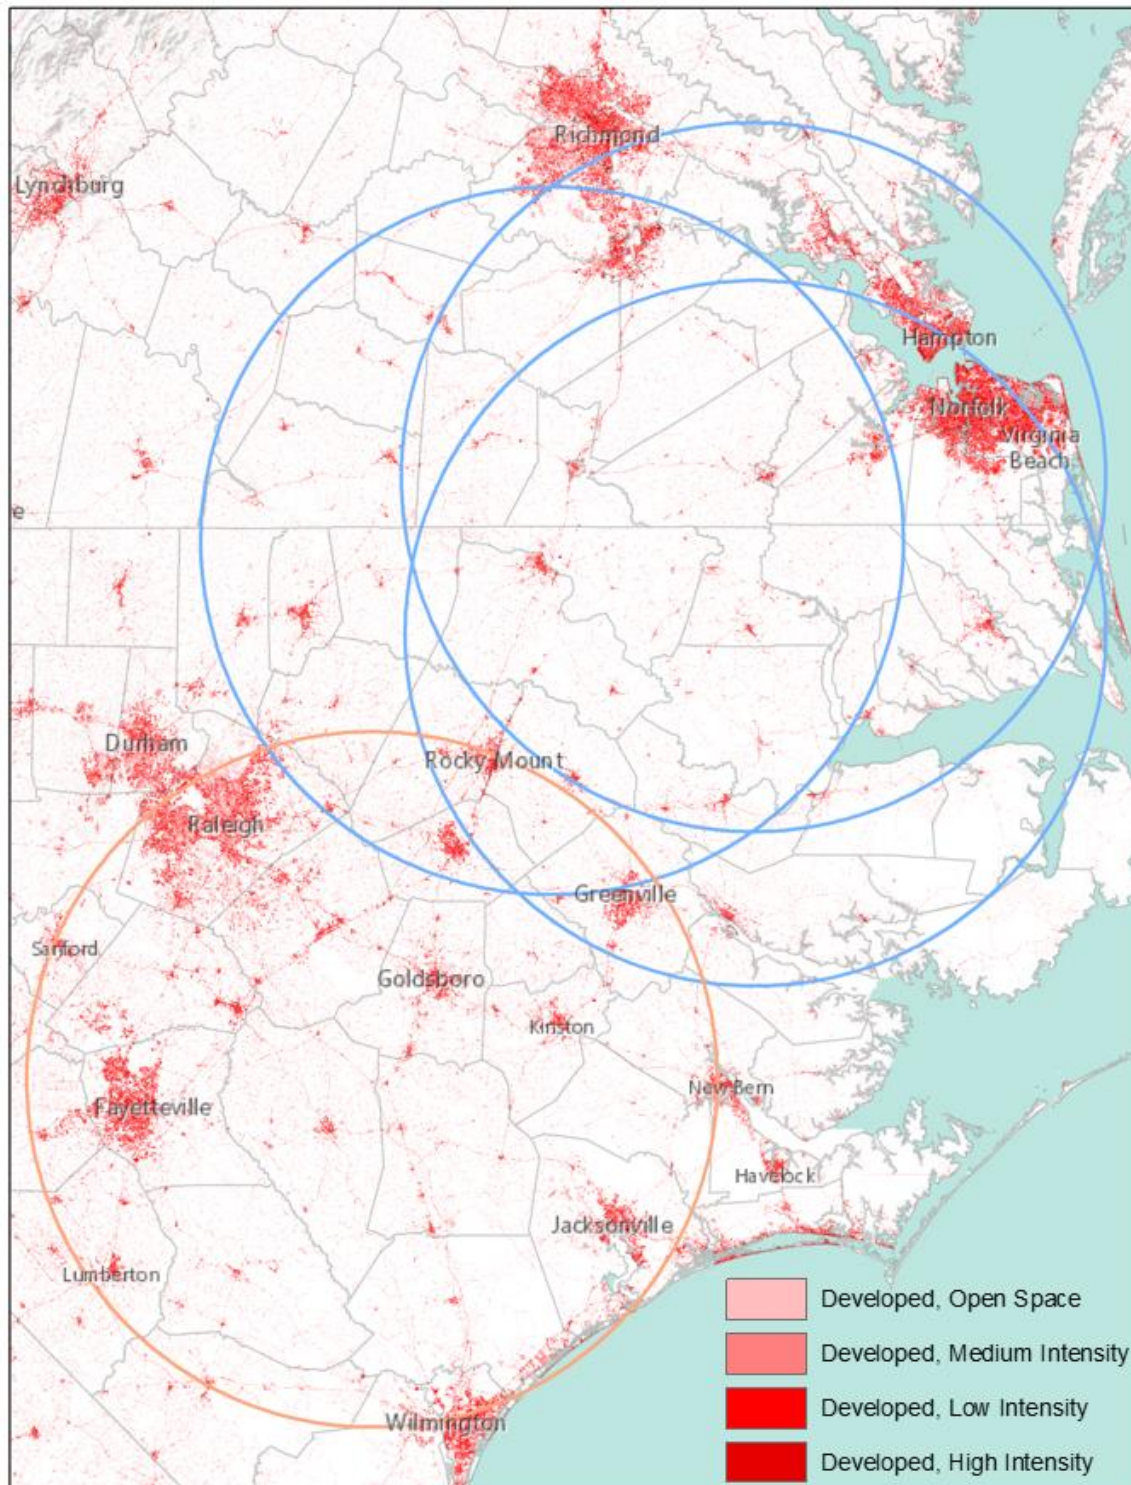 Richmond
Lynchburg
Hampton
Norfolk
Virginia
Beach
e
Durham
Rocky Mount
Raleigh
Greenville
Sanford
Goldsboro
Kinston
New Bern
Fayetteville
Havelock
Jacksonville
Lumberton
Developed, Open Space
Developed, Medium Intensity
Developed, Low Intensity
Wilmington
Developed, High Intensity